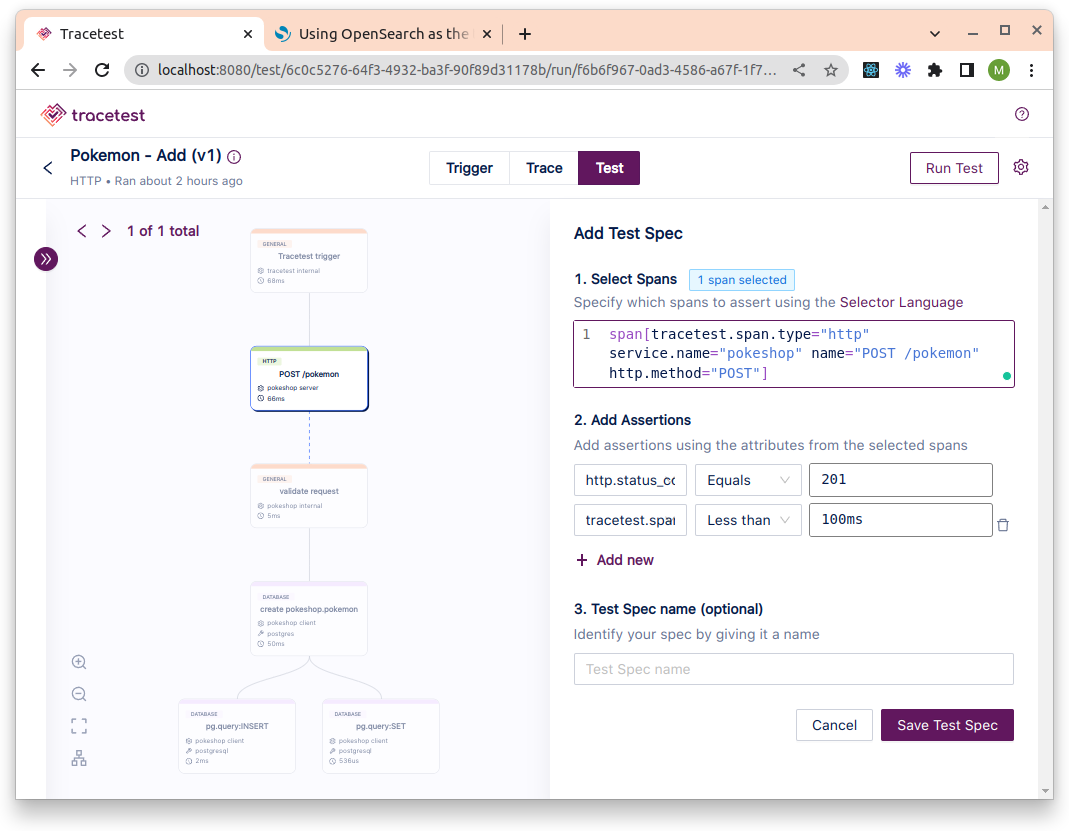 Tracetest
Using OpenSearch as the
localhost:8080/test/6c0c5276-64f3-4932-ba3f-90f89d31178b/run/f6b6f967-0ad3-4586-a67f-1f7...
M
tracetest
Pokemon - Add (v1)
HTTP • Ran about 2 hours ago
Trigger
Trace
Test
Run Test
1 of 1 total
GENERAL
Tracetest trigger
tracetest internal
68ms
HTTP
POST /pokemon
pokeshop server
66ms
GENERAL
validate request
pokeshop internal
5ms
DATABASE
create pokeshop.pokemon
pokeshop client
postgres
50ms
DATABASE
pg.query:INSERT
pokeshop client
postgresql
2ms
DATABASE
pg.query:SET
pokeshop client
postgresql
536us
Add Test Spec
1. Select Spans 1 span selected
Specify which spans to assert using the Selector Language
1 span[tracetest.span.type="http"
service.name="pokeshop" name="POST /pokemon"
http.method="POST"]
2. Add Assertions
Add assertions using the attributes from the selected spans
http.status_co Equals 201
tracetest.span Less than 100ms
+ Add new
3. Test Spec name (optional)
Identify your spec by giving it a name
Test Spec name
Cancel
Save Test Spec